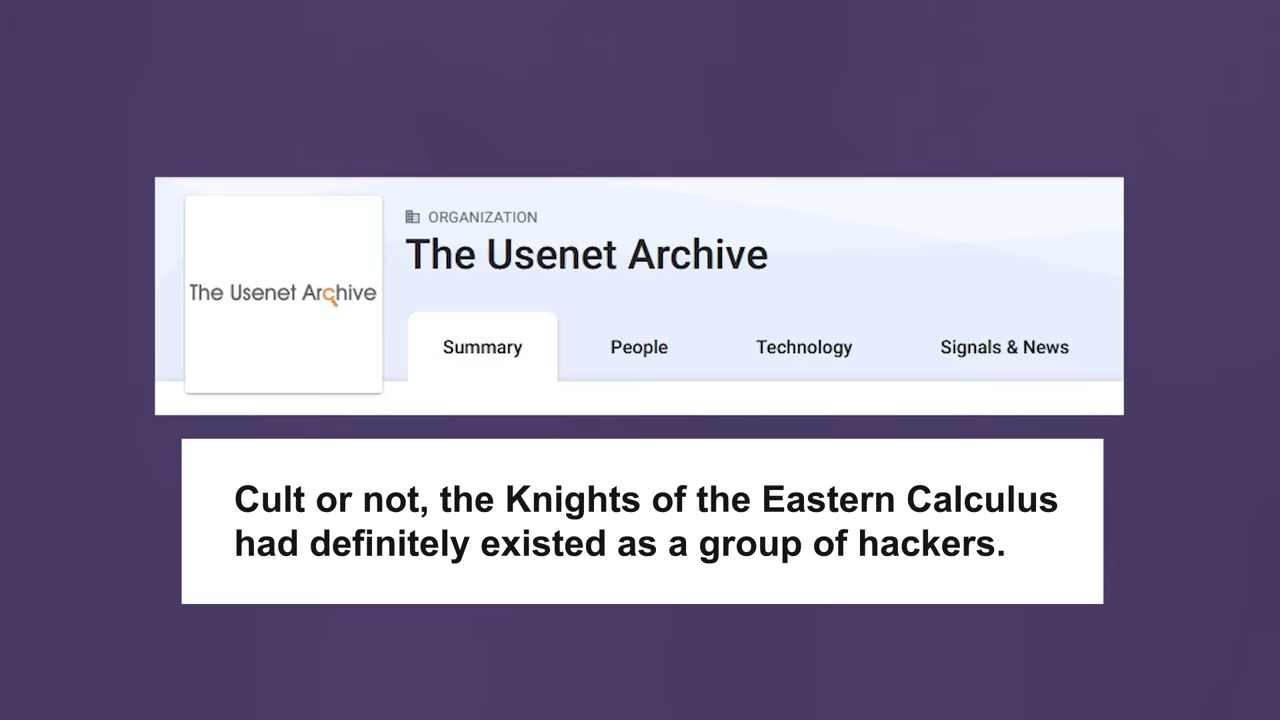 ORGANIZATION
The Usenet Archive
The Usenet Archive
Summary People Technology Signals & News
Cult or not, the Knights of the Eastern Calculus
had definitely existed as a group of hackers.